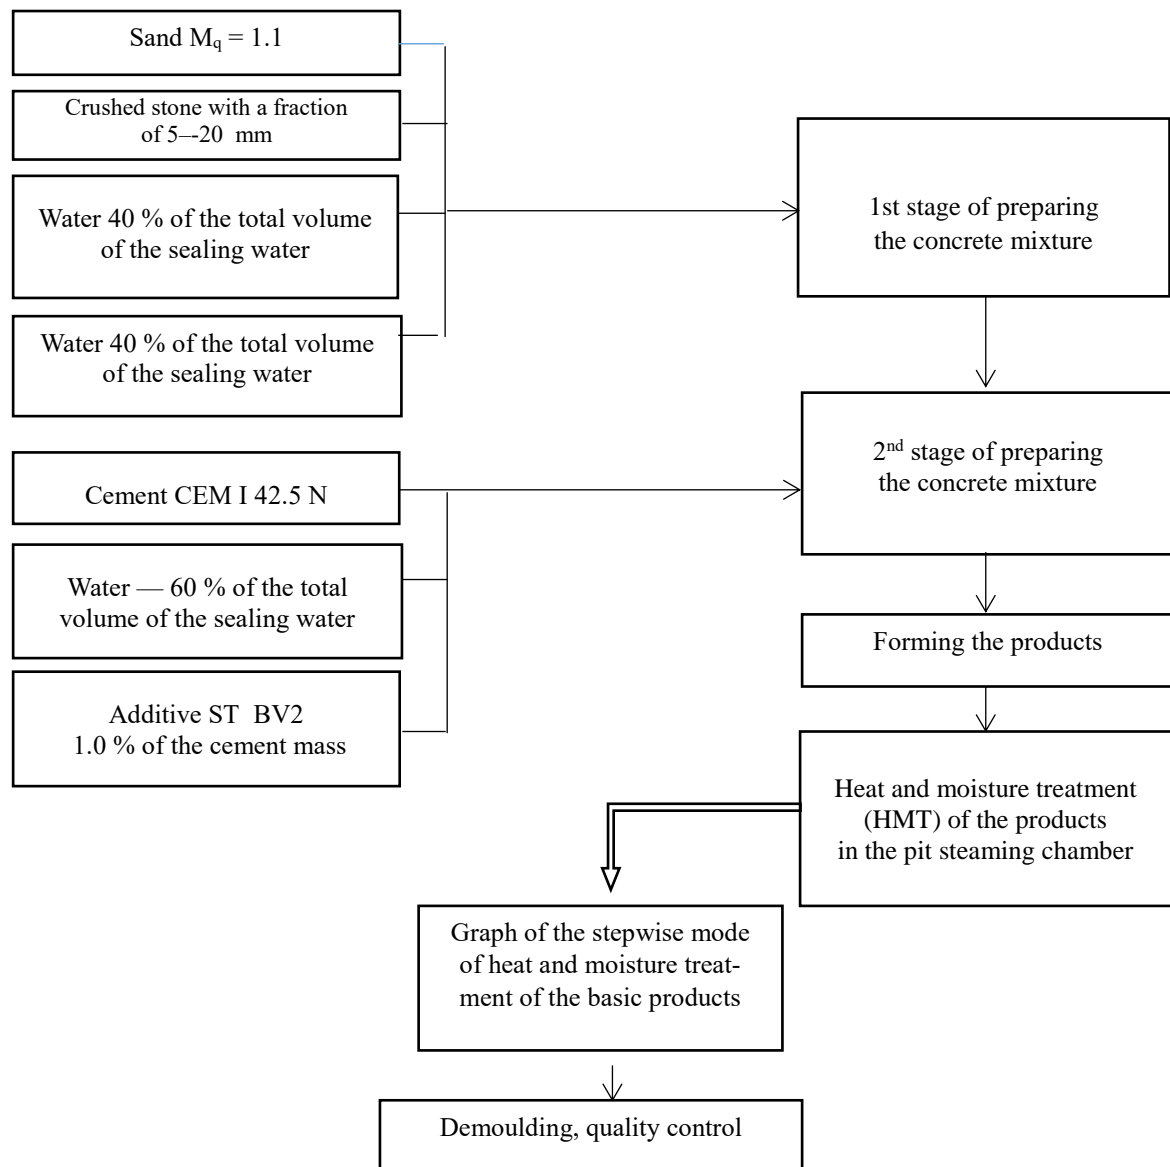 Sand Mq = 1.1
Crushed stone with a fraction
of 5–-20 mm
Water 40 % of the total volume
of the sealing water
Water 40 % of the total volume
of the sealing water
1st stage of preparing
the concrete mixture
Cement CEM I 42.5 N
Water — 60 % of the total
volume of the sealing water
Additive ST BV2
1.0 % of the cement mass
2nd stage of preparing
the concrete mixture
Forming the products
Heat and moisture treatment
(HMT) of the products
in the pit steaming chamber
Graph of the stepwise mode
of heat and moisture treat-
ment of the basic products
Demoulding, quality control